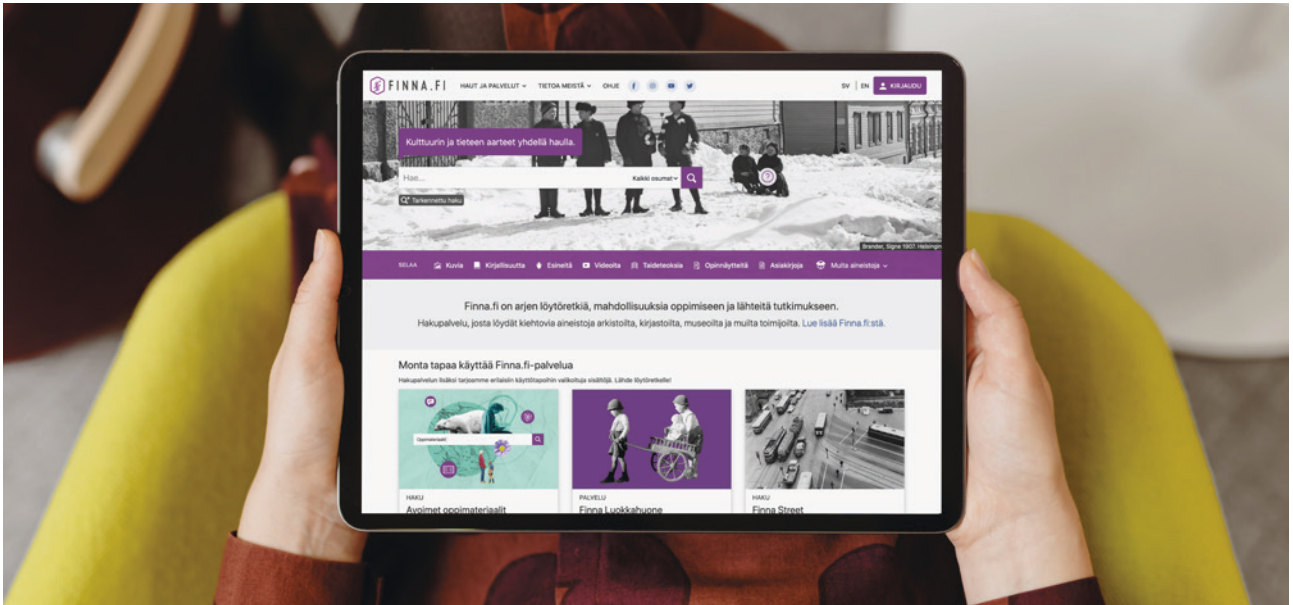 FINNA.FI HAUT JA PALVELUT TIETOA MEISTÄ OHJE SV | EN KIRJAUDU
Kulttuurin ja tieteen aarteet yhdellä haulla.
Hae... Kaikki osumat
Tarkennettu haku
Brander, Signe 1907. Helsingin
SELAA Kuvia Kirjallisuutta Esineitä Videoita Taideteoksia Opinnäytteitä Asiakirjoja Muita aineistoja
Finna.fi on arjen löytöretkiä, mahdollisuuksia oppimiseen ja lähteitä tutkimukseen.
Hakupalvelu, josta löydät kiehtovia aineistoja arkistoilta, kirjastoilta, museoilta ja muilta toimijoilta. Lue lisää Finna.fi:stä.
Monta tapaa käyttää Finna.fi-palvelua
Hakupalvelun lisäksi tarjoamme erilaisiin käyttötapoihin valikoituja sisältöjä. Lähde löytöretkelle!
Oppimateriaalit
HAKU PALVELU HAKU
Avoimet oppimateriaalit Finna Luokkahuone Finna Street